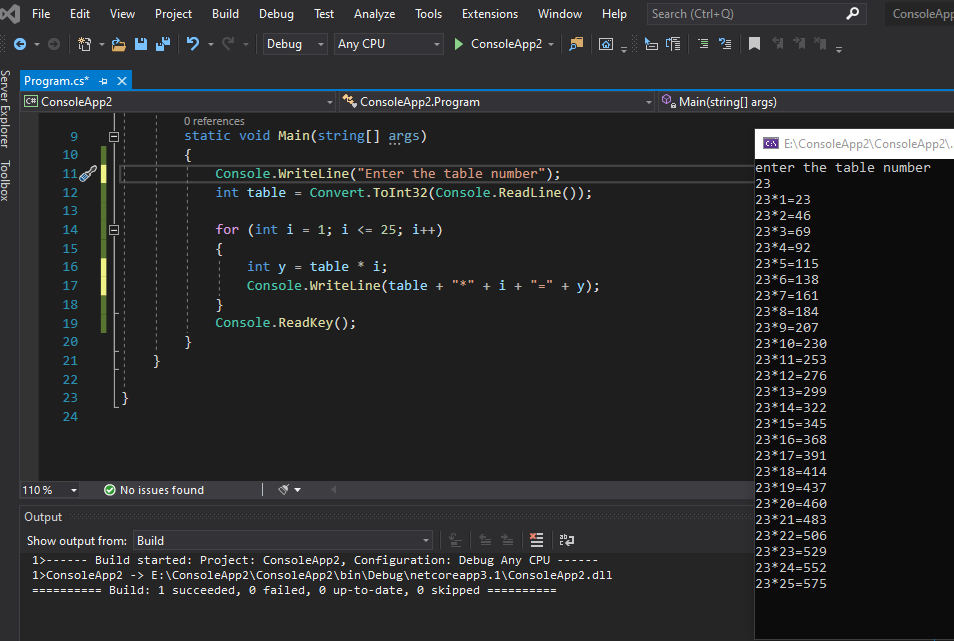 File Edit View Project Build Debug Test Analyze Tools Extensions Window Help Search (Ctrl+Q) ConsoleApp
Debug Any CPU ConsoleApp2
Server Explorer
Toolbox
Program.cs*
ConsoleApp2 ConsoleApp2.Program Main(string[] args)
0 references
9 static void Main(string[] args)
10 {
11 Console.WriteLine("Enter the table number");
12 int table = Convert.ToInt32(Console.ReadLine());
13
14 for (int i = 1; i <= 25; i++)
15 {
16 int y = table * i;
17 Console.WriteLine(table + "*" + i + "=" + y);
18 }
19 Console.ReadKey();
20 }
21 }
22
23 }
24
110 % No issues found
Output
Show output from: Build
1>------ Build started: Project: ConsoleApp2, Configuration: Debug Any CPU ------
1>ConsoleApp2 -> E:\ConsoleApp2\ConsoleApp2\bin\Debug\netcoreapp3.1\ConsoleApp2.dll
========== Build: 1 succeeded, 0 failed, 0 up-to-date, 0 skipped ==========
E:\ConsoleApp2\ConsoleApp2\.
enter the table number
23
23*1=23
23*2=46
23*3=69
23*4=92
23*5=115
23*6=138
23*7=161
23*8=184
23*9=207
23*10=230
23*11=253
23*12=276
23*13=299
23*14=322
23*15=345
23*16=368
23*17=391
23*18=414
23*19=437
23*20=460
23*21=483
23*22=506
23*23=529
23*24=552
23*25=575